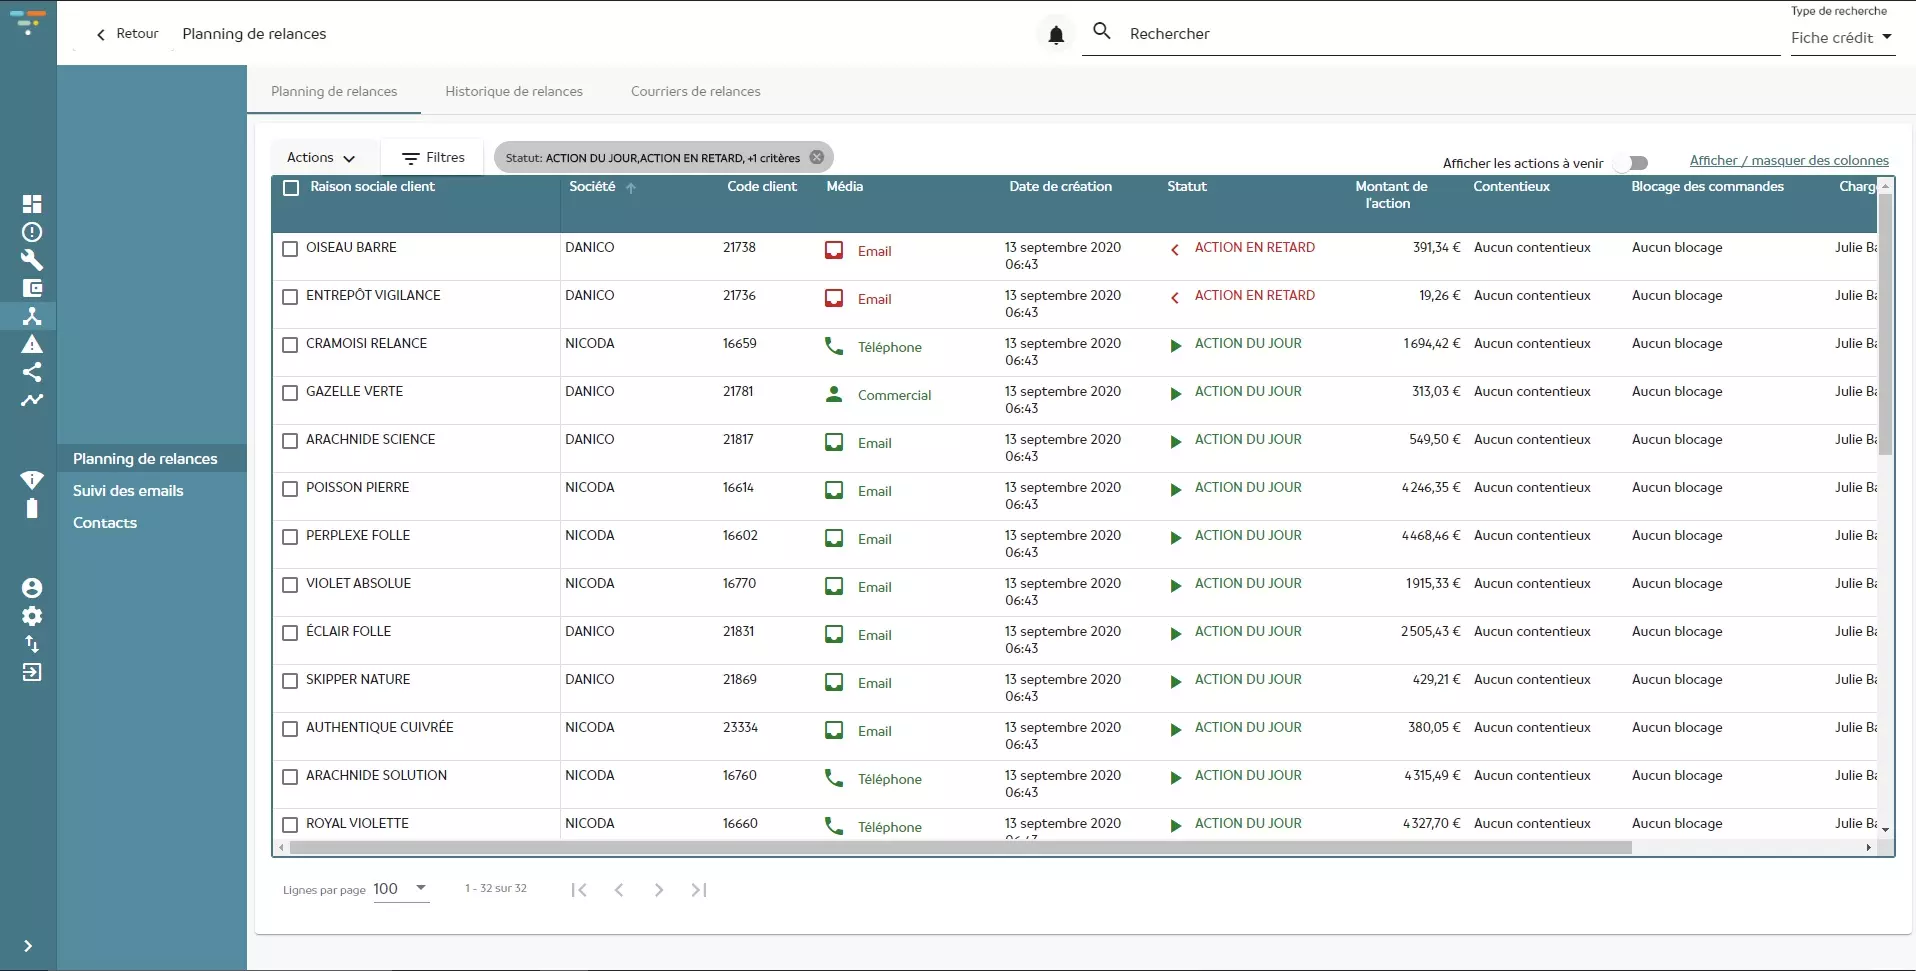 Type de recherche
Retour
Planning de relances
Rechercher
Fiche crédit
Planning de relances
Historique de relances
Courriers de relances
Actions
Filtres
Statut: ACTION DU JOUR,ACTION EN RETARD, +1 critères
Afficher les actions à venir
Afficher / masquer des colonnes
Raison sociale client Société Code client Média Date de création Statut Montant de l'action Contentieux Blocage des commandes Charg
OISEAU BARRE DANICO 21738 Email 13 septembre 2020 06:43 ACTION EN RETARD 391,34 € Aucun contentieux Aucun blocage Julie Ba
ENTREPÔT VIGILANCE DANICO 21736 Email 13 septembre 2020 06:43 ACTION EN RETARD 19,26 € Aucun contentieux Aucun blocage Julie Ba
CRAMOISI RELANCE NICODA 16659 Téléphone 13 septembre 2020 06:43 ACTION DU JOUR 1 694,42 € Aucun contentieux Aucun blocage Julie Ba
GAZELLE VERTE DANICO 21781 Commercial 13 septembre 2020 06:43 ACTION DU JOUR 313,03 € Aucun contentieux Aucun blocage Julie Ba
ARACHNIDE SCIENCE DANICO 21817 Email 13 septembre 2020 06:43 ACTION DU JOUR 549,50 € Aucun contentieux Aucun blocage Julie Ba
POISSON PIERRE NICODA 16614 Email 13 septembre 2020 06:43 ACTION DU JOUR 4 246,35 € Aucun contentieux Aucun blocage Julie Ba
PERPLEXE FOLLE NICODA 16602 Email 13 septembre 2020 06:43 ACTION DU JOUR 4 468,46 € Aucun contentieux Aucun blocage Julie Ba
VIOLET ABSOLUE NICODA 16770 Email 13 septembre 2020 06:43 ACTION DU JOUR 1 915,33 € Aucun contentieux Aucun blocage Julie Ba
ÉCLAIR FOLLE DANICO 21831 Email 13 septembre 2020 06:43 ACTION DU JOUR 2 505,43 € Aucun contentieux Aucun blocage Julie Ba
SKIPPER NATURE DANICO 21869 Email 13 septembre 2020 06:43 ACTION DU JOUR 429,21 € Aucun contentieux Aucun blocage Julie Ba
AUTHENTIQUE CUIVRÉE NICODA 23334 Email 13 septembre 2020 06:43 ACTION DU JOUR 380,05 € Aucun contentieux Aucun blocage Julie Ba
ARACHNIDE SOLUTION NICODA 16760 Téléphone 13 septembre 2020 06:43 ACTION DU JOUR 4 315,49 € Aucun contentieux Aucun blocage Julie Ba
ROYAL VIOLETTE NICODA 16660 Téléphone 13 septembre 2020 06:43 ACTION DU JOUR 4 327,70 € Aucun contentieux Aucun blocage Julie Ba
Planning de relances
Suivi des emails
Contacts
Lignes par page 100 1 - 32 sur 32